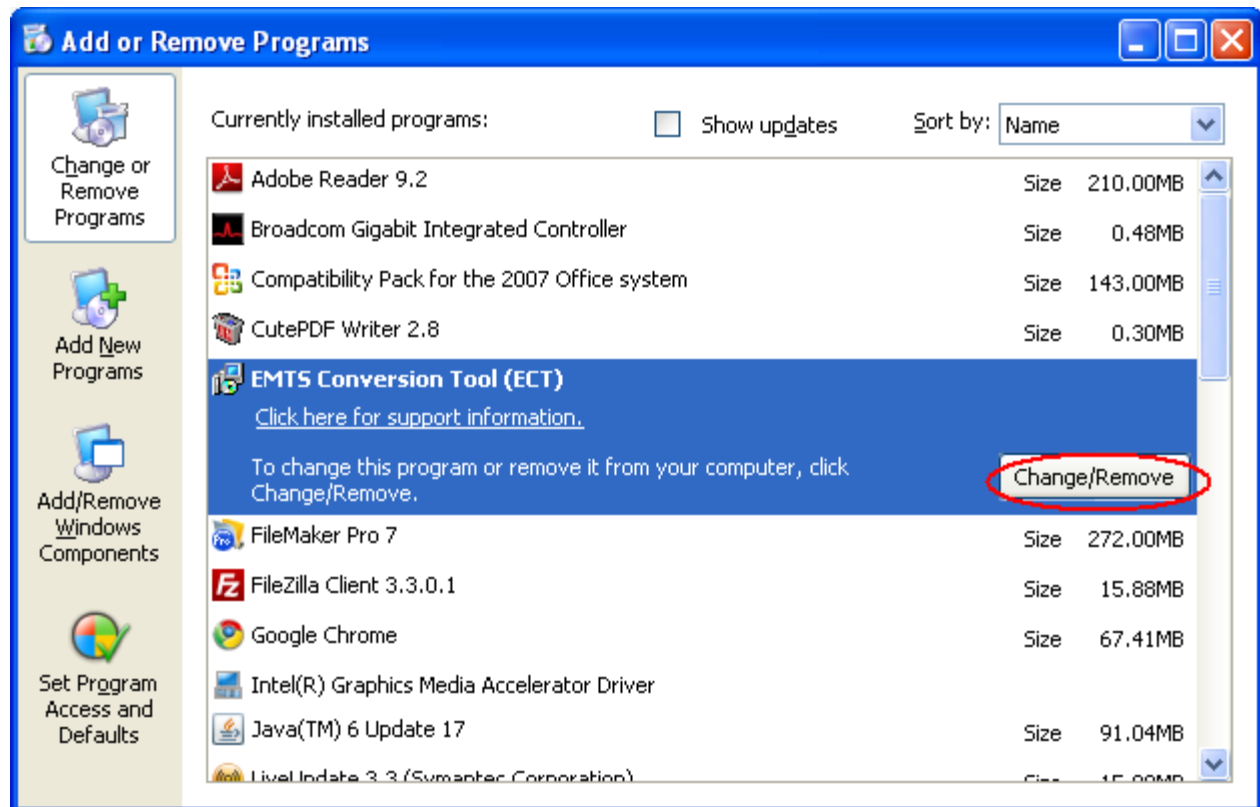 Add or Remove Programs
Change or
Remove
Programs
Add New
Programs
Add/Remove
Windows
Components
Set Program
Access and
Defaults
Currently installed programs:
Show updates
Sort by: Name
Adobe Reader 9.2 Size 210.00MB
Broadcom Gigabit Integrated Controller Size 0.48MB
Compatibility Pack for the 2007 Office system Size 143.00MB
CutePDF Writer 2.8 Size 0.30MB
EMTS Conversion Tool (ECT)
Click here for support information.
To change this program or remove it from your computer, click
Change/Remove.
Change/Remove
FileMaker Pro 7 Size 272.00MB
FileZilla Client 3.3.0.1 Size 15.88MB
Google Chrome Size 67.41MB
Intel(R) Graphics Media Accelerator Driver
Java(TM) 6 Update 17 Size 91.04MB
LiveUpdate 3.3 (Symantec Corporation) Size